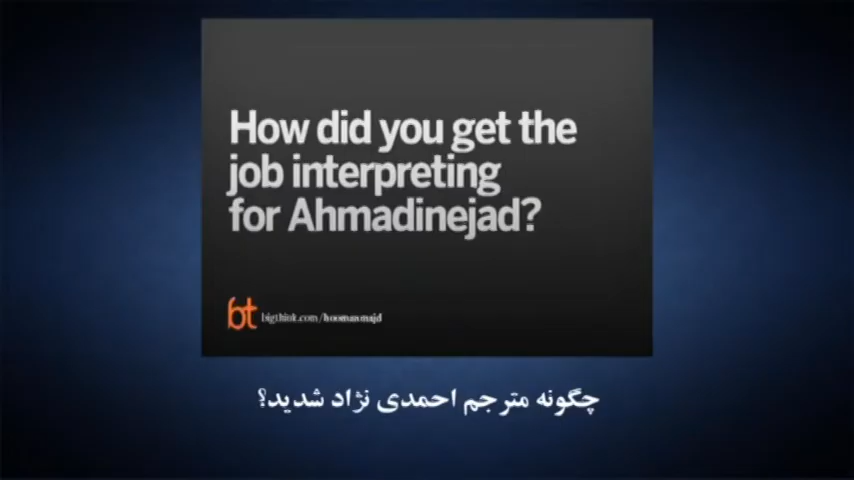 How did you get the
job interpreting
for Ahmadinejad?
bt
bigthink.com/hoomanmajd
چگونه مترجم احمدی نژاد شدید؟